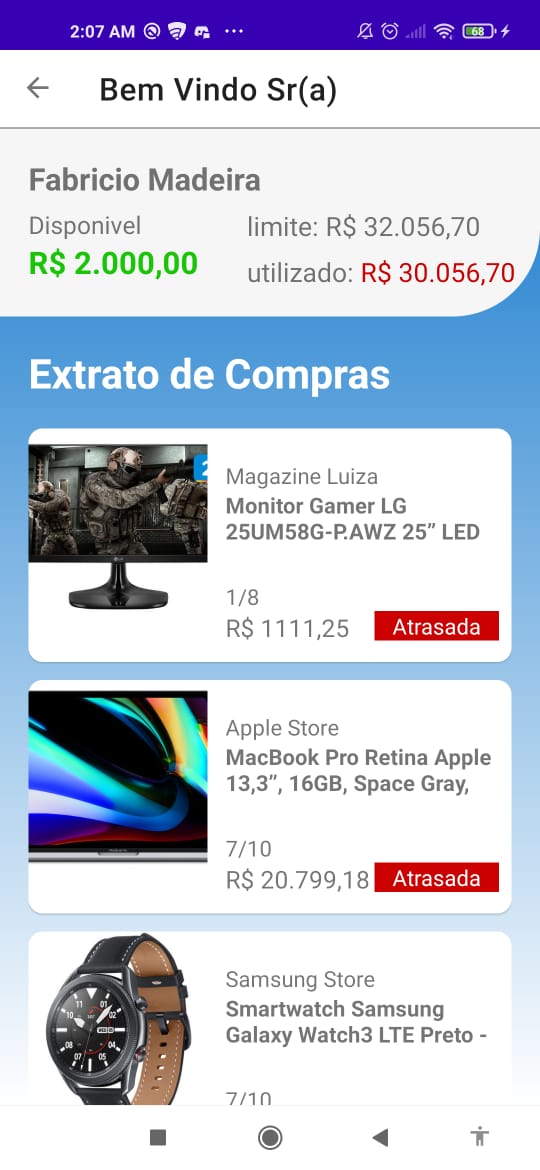 2:07 AM
68
Bem Vindo Sr(a)
Fabricio Madeira
Disponivel
limite: R$ 32.056,70
R$ 2.000,00
utilizado: R$ 30.056,70
Extrato de Compras
Magazine Luiza
Monitor Gamer LG
25UM58G-P.AWZ 25” LED
1/8
R$ 1111,25
Atrasada
Apple Store
MacBook Pro Retina Apple
13,3”, 16GB, Space Gray,
7/10
R$ 20.799,18
Atrasada
Samsung Store
Smartwatch Samsung
Galaxy Watch3 LTE Preto -
7/10